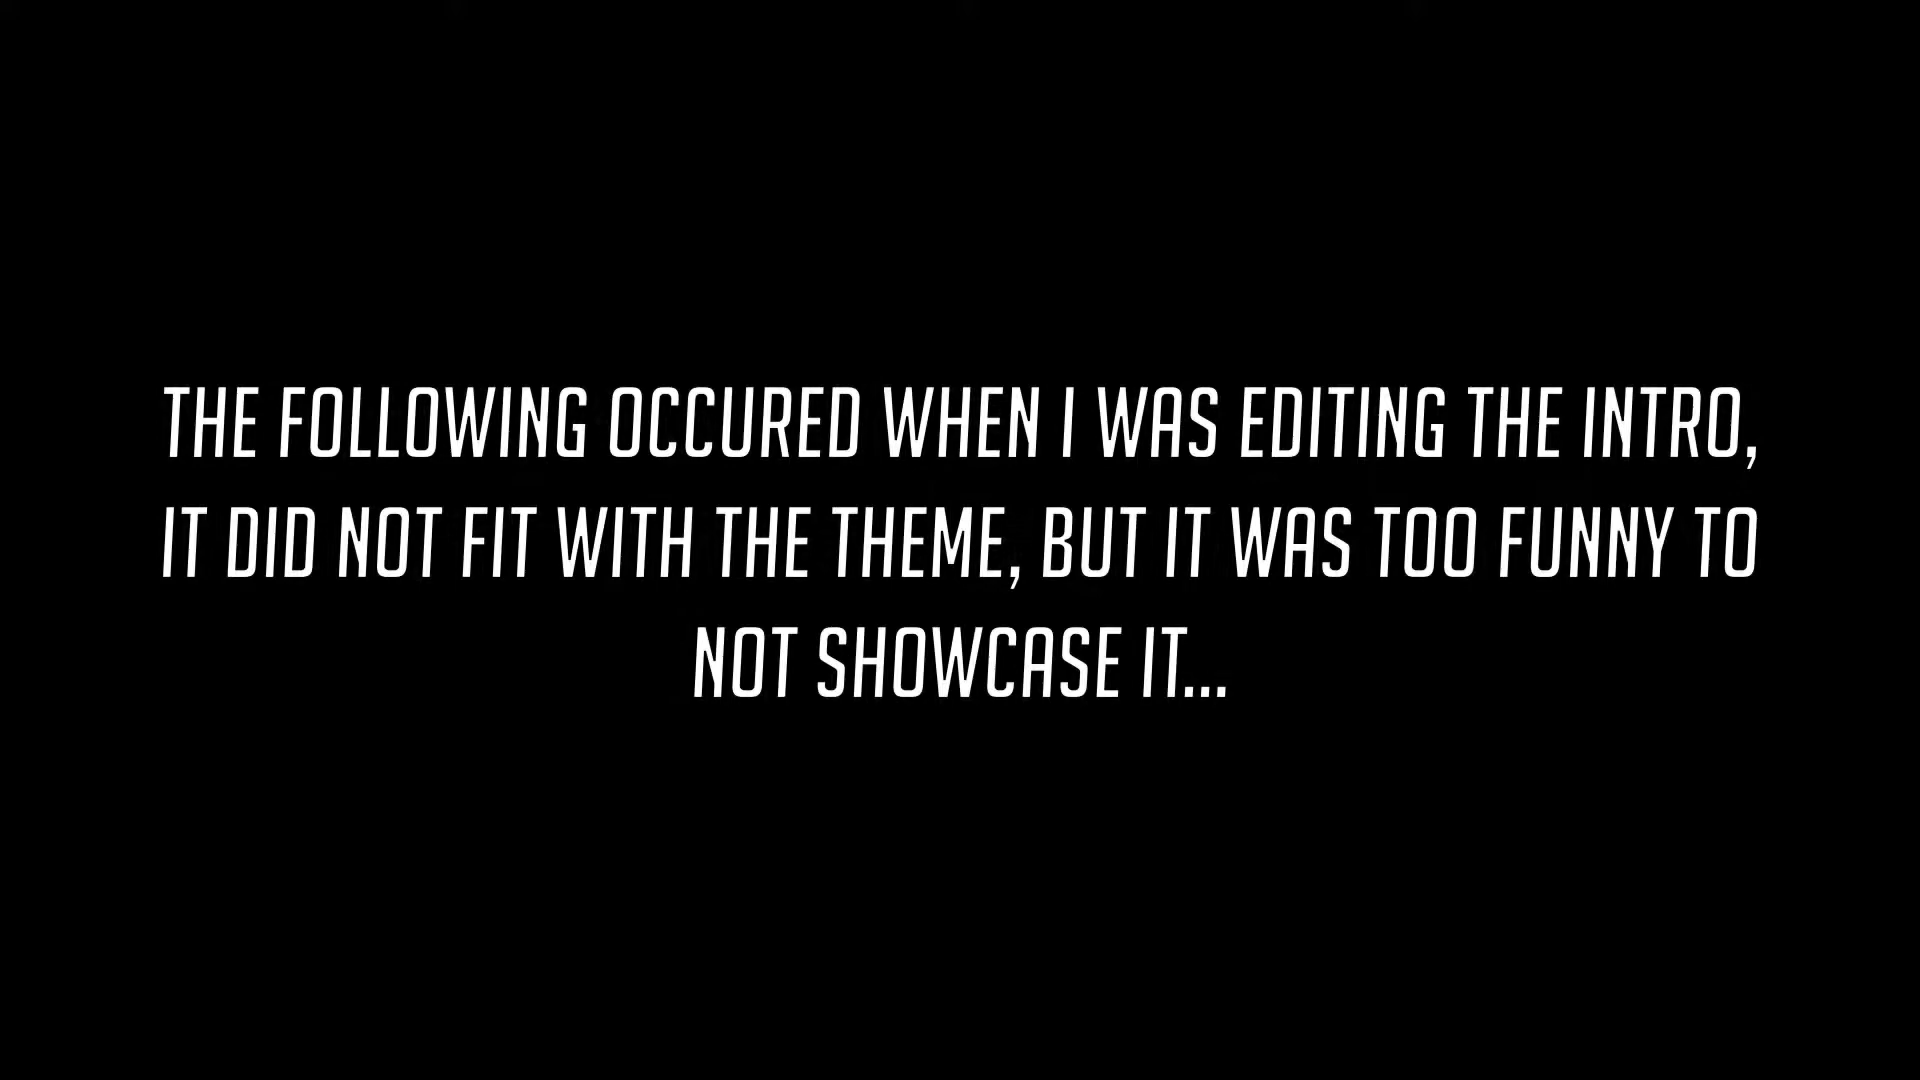 THE FOLLOWING OCCURED WHEN I WAS EDITING THE INTRO,
IT DID NOT FIT WITH THE THEME, BUT IT WAS TOO FUNNY TO
NOT SHOWCASE IT...